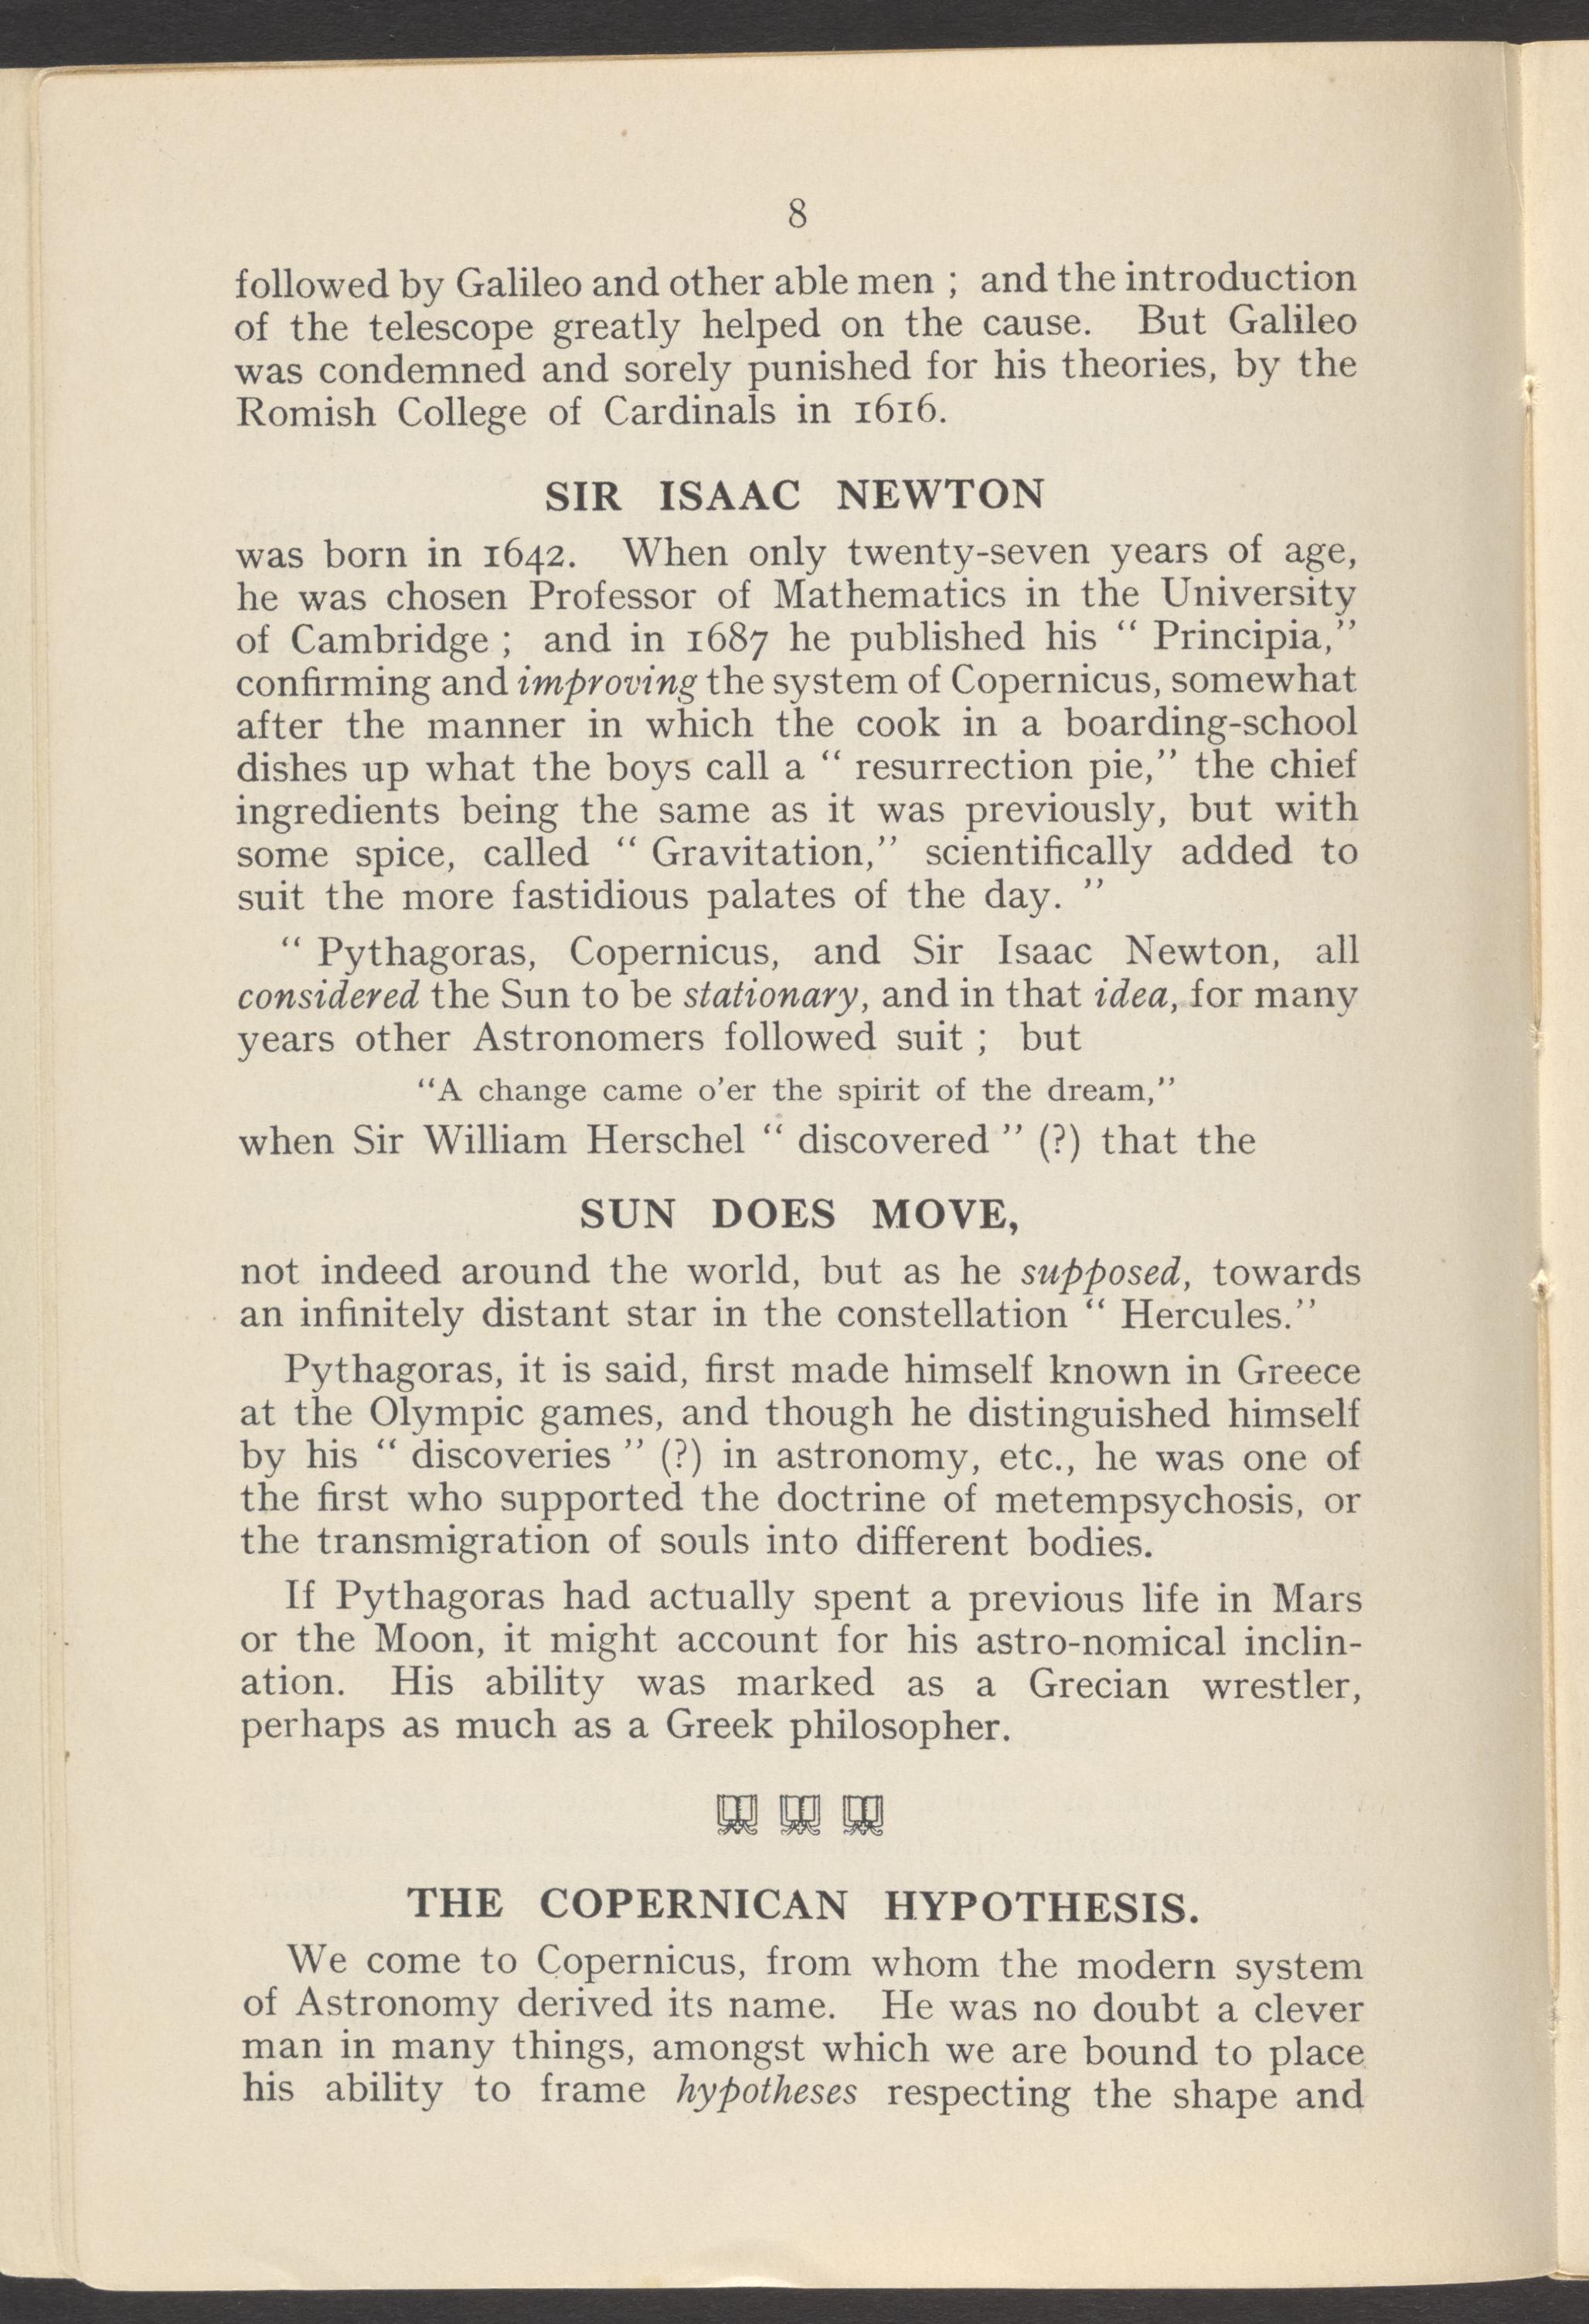 8
followed by Galileo and other able men ; and the introduction
of the telescope greatly helped on the cause. But Galileo
was condemned and sorely punished for his theories, by the
Romish College of Cardinals in 1616.
SIR ISAAC NEWTON
was born in 1642. When only twenty-seven years of age,
he was chosen Professor of Mathematics in the University
of Cambridge ; and in 1687 he published his “ Principia,”
confirming and improving the system of Copernicus, somewhat
after the manner in which the cook in a boarding-school
dishes up what the boys call a “ resurrection pie,” the chief
ingredients being the same as it was previously, but with
some spice, called “ Gravitation,” scientifically added to
suit the more fastidious palates of the day. ”
“ Pythagoras, Copernicus, and Sir Isaac Newton, all
considered the Sun to be stationary, and in that idea, for many
years other Astronomers followed suit ; but
“A change came o’er the spirit of the dream,”
when Sir William Herschel “ discovered ” (?) that the
SUN DOES MOVE,
not indeed around the world, but as he supposed, towards
an infinitely distant star in the constellation “ Hercules.”
Pythagoras, it is said, first made himself known in Greece
at the Olympic games, and though he distinguished himself
by his “ discoveries ” (?) in astronomy, etc., he was one of
the first who supported the doctrine of metempsychosis, or
the transmigration of souls into different bodies.
If Pythagoras had actually spent a previous life in Mars
or the Moon, it might account for his astro-nomical inclin-
ation. His ability was marked as a Grecian wrestler,
perhaps as much as a Greek philosopher.
THE COPERNICAN HYPOTHESIS.
We come to Copernicus, from whom the modern system
of Astronomy derived its name. He was no doubt a clever
man in many things, amongst which we are bound to place
his ability to frame hypotheses respecting the shape and